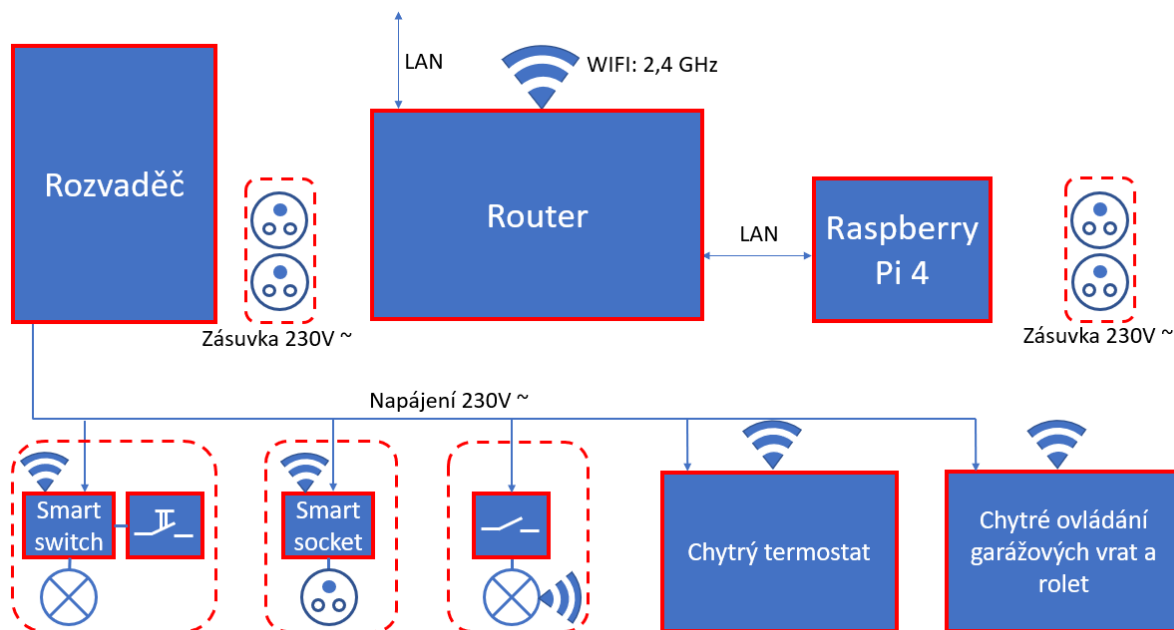 LAN
WIFI: 2,4 GHz
Rozvaděč
Router
LAN
Raspberry
Pi 4
Zásuvka 230V ~
Zásuvka 230V ~
Napájení 230V ~
Smart
switch
Smart
socket
Chytrý termostat
Chytré ovládání
garážových vrat a
rolet